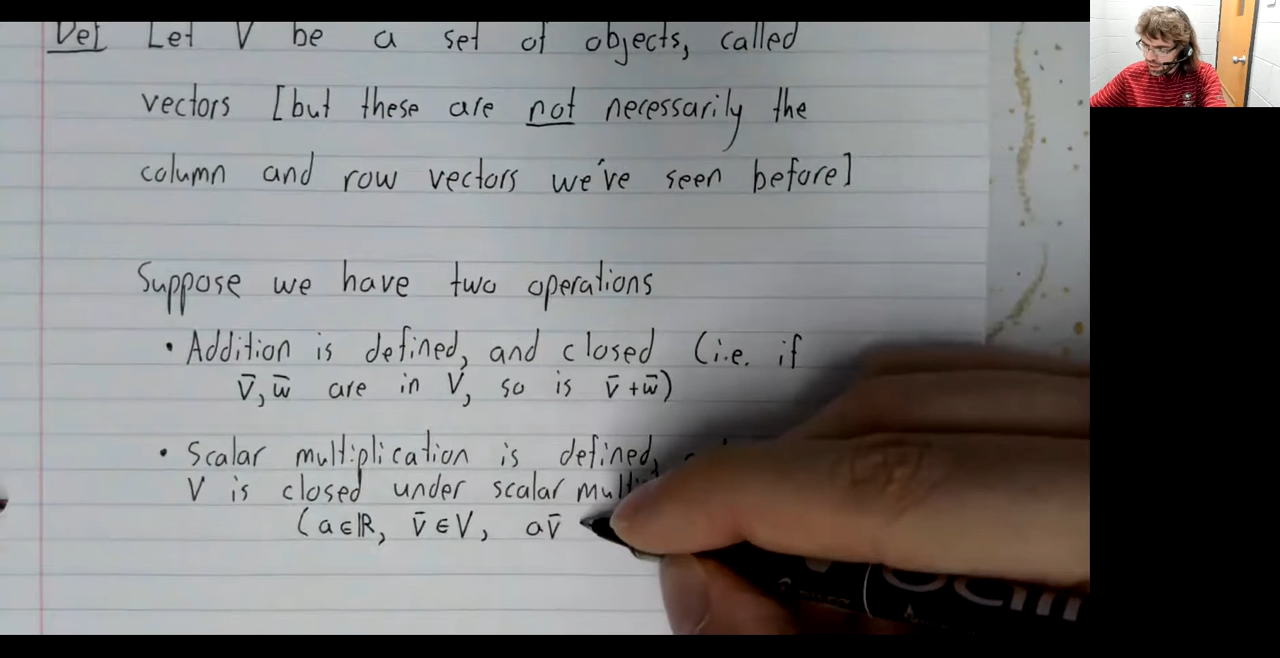 Def Let V be a set of objects, called
vectors [but these are not necessarily the
column and row vectors we've seen before]
Suppose we have two operations
• Addition is defined, and closed (i.e. if
v̄, w̄ are in V, so is v̄+w̄)
• Scalar multiplication is defined,
V is closed under scalar
(a∈ℝ, v̄∈V, av̄